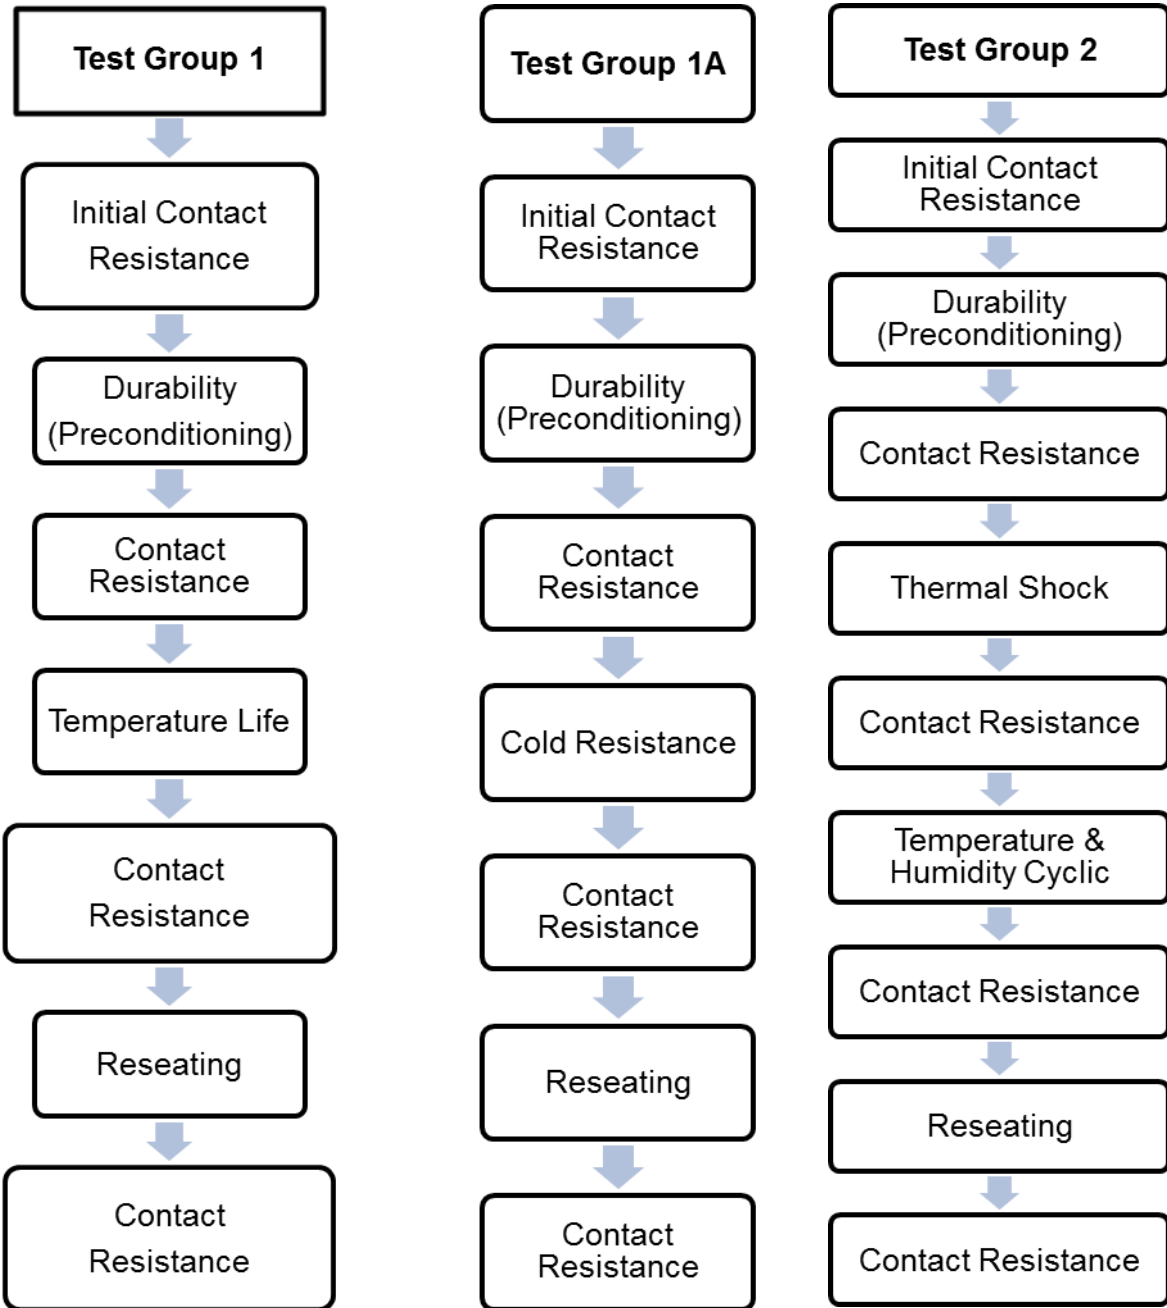 Test Group 1
Initial Contact
Resistance
Durability
(Preconditioning)
Contact
Resistance
Temperature Life
Contact
Resistance
Reseating
Contact
Resistance
Test Group 1A
Initial Contact
Resistance
Durability
(Preconditioning)
Contact
Resistance
Cold Resistance
Contact
Resistance
Reseating
Contact
Resistance
Test Group 2
Initial Contact
Resistance
Durability
(Preconditioning)
Contact Resistance
Thermal Shock
Contact Resistance
Temperature &
Humidity Cyclic
Contact Resistance
Reseating
Contact Resistance